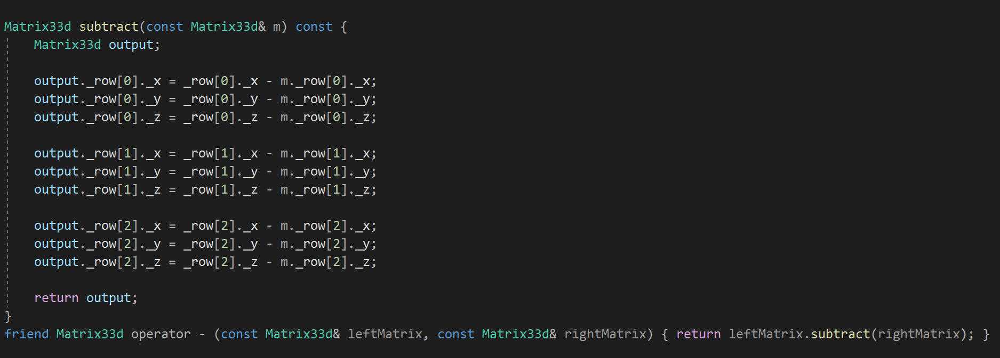 Matrix33d subtract(const Matrix33d& m) const {
    Matrix33d output;

    output._row[0]._x = _row[0]._x - m._row[0]._x;
    output._row[0]._y = _row[0]._y - m._row[0]._y;
    output._row[0]._z = _row[0]._z - m._row[0]._z;

    output._row[1]._x = _row[1]._x - m._row[1]._x;
    output._row[1]._y = _row[1]._y - m._row[1]._y;
    output._row[1]._z = _row[1]._z - m._row[1]._z;

    output._row[2]._x = _row[2]._x - m._row[2]._x;
    output._row[2]._y = _row[2]._y - m._row[2]._y;
    output._row[2]._z = _row[2]._z - m._row[2]._z;

    return output;
}
friend Matrix33d operator - (const Matrix33d& leftMatrix, const Matrix33d& rightMatrix) { return leftMatrix.subtract(rightMatrix); }